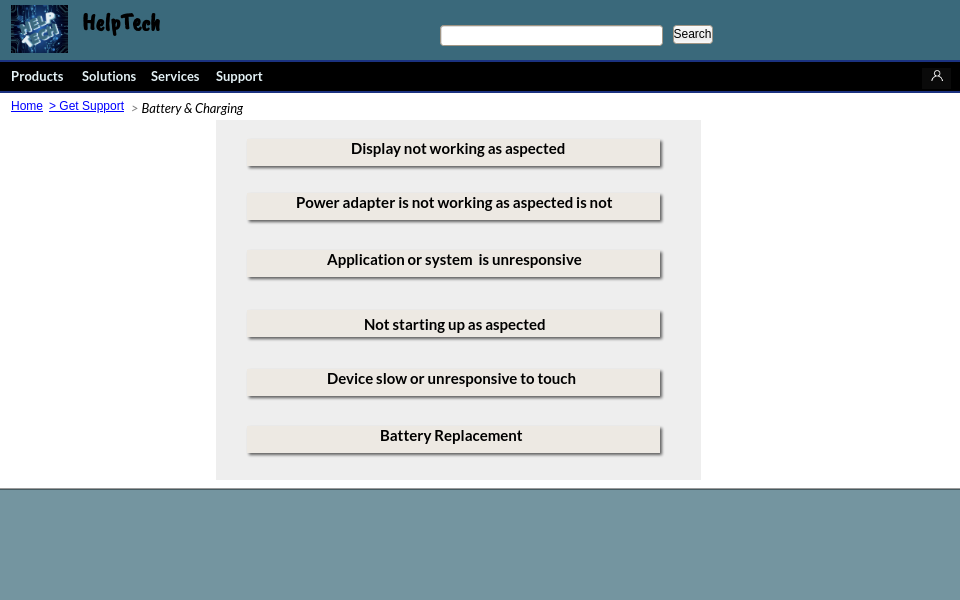 HELP
TECH
HelpTech
Search
Products Solutions Services Support
Home > Get Support > Battery & Charging
Display not working as aspected
Power adapter is not working as aspected is not
Application or system is unresponsive
Not starting up as aspected
Device slow or unresponsive to touch
Battery Replacement